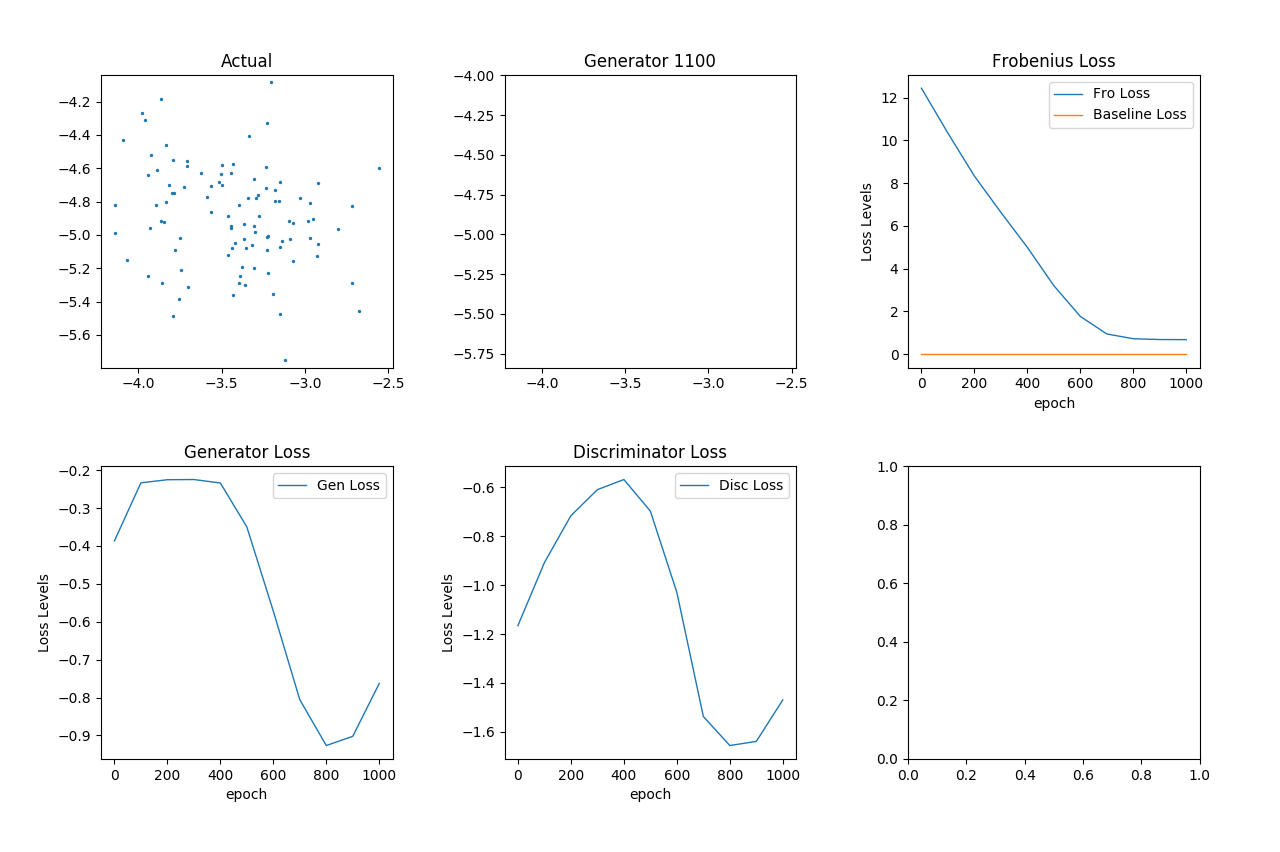 Actual
−4.2
−4.4
−4.6
−4.8
−5.0
−5.2
−5.4
−5.6
−4.0 −3.5 −3.0 −2.5
Generator 1100
−4.00
−4.25
−4.50
−4.75
−5.00
−5.25
−5.50
−5.75
−4.0 −3.5 −3.0 −2.5
Frobenius Loss
Fro Loss
Baseline Loss
Loss Levels
12
10
8
6
4
2
0
0 200 400 600 800 1000
epoch
Generator Loss
Gen Loss
Loss Levels
−0.2
−0.3
−0.4
−0.5
−0.6
−0.7
−0.8
−0.9
0 200 400 600 800 1000
epoch
Discriminator Loss
Disc Loss
Loss Levels
−0.6
−0.8
−1.0
−1.2
−1.4
−1.6
0 200 400 600 800 1000
epoch
1.0
0.8
0.6
0.4
0.2
0.0
0.0 0.2 0.4 0.6 0.8 1.0